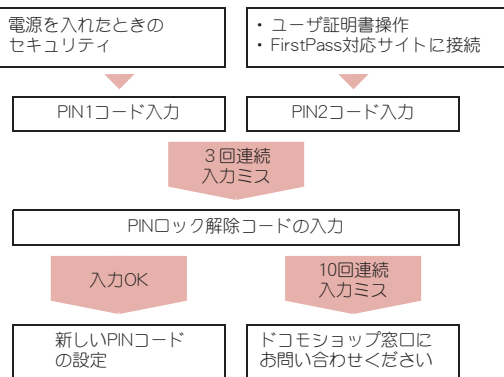 電源を入れたときの
セキュリティ
・ユーザ証明書操作
・FirstPass対応サイトに接続
PIN1コード入力
PIN2コード入力
3回連続
入力ミス
PINロック解除コードの入力
入力OK
10回連続
入力ミス
新しいPINコード
の設定
ドコモショップ窓口に
お問い合わせください